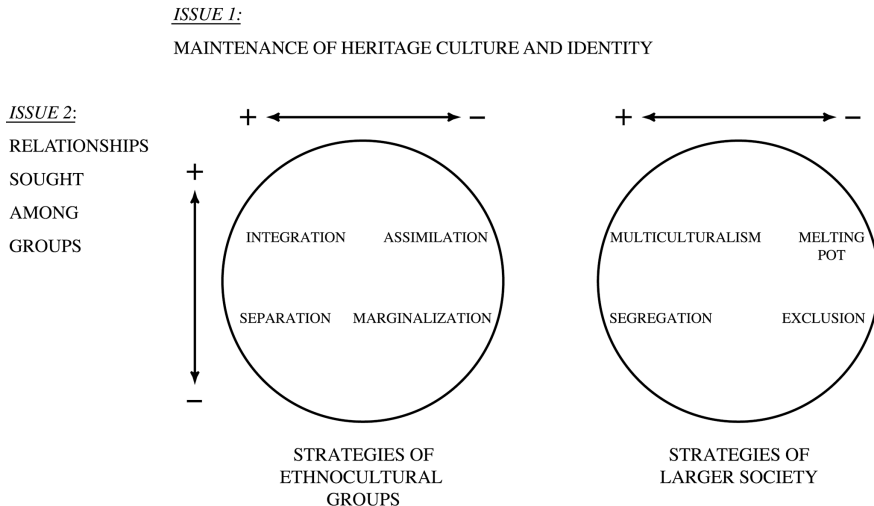 ISSUE 1:
MAINTENANCE OF HERITAGE CULTURE AND IDENTITY
ISSUE 2:
RELATIONSHIPS
SOUGHT
AMONG
GROUPS
+ −
+
−
INTEGRATION ASSIMILATION
SEPARATION MARGINALIZATION
STRATEGIES OF
ETHNOCULTURAL
GROUPS
+ −
MULTICULTURALISM MELTING
POT
SEGREGATION EXCLUSION
STRATEGIES OF
LARGER SOCIETY